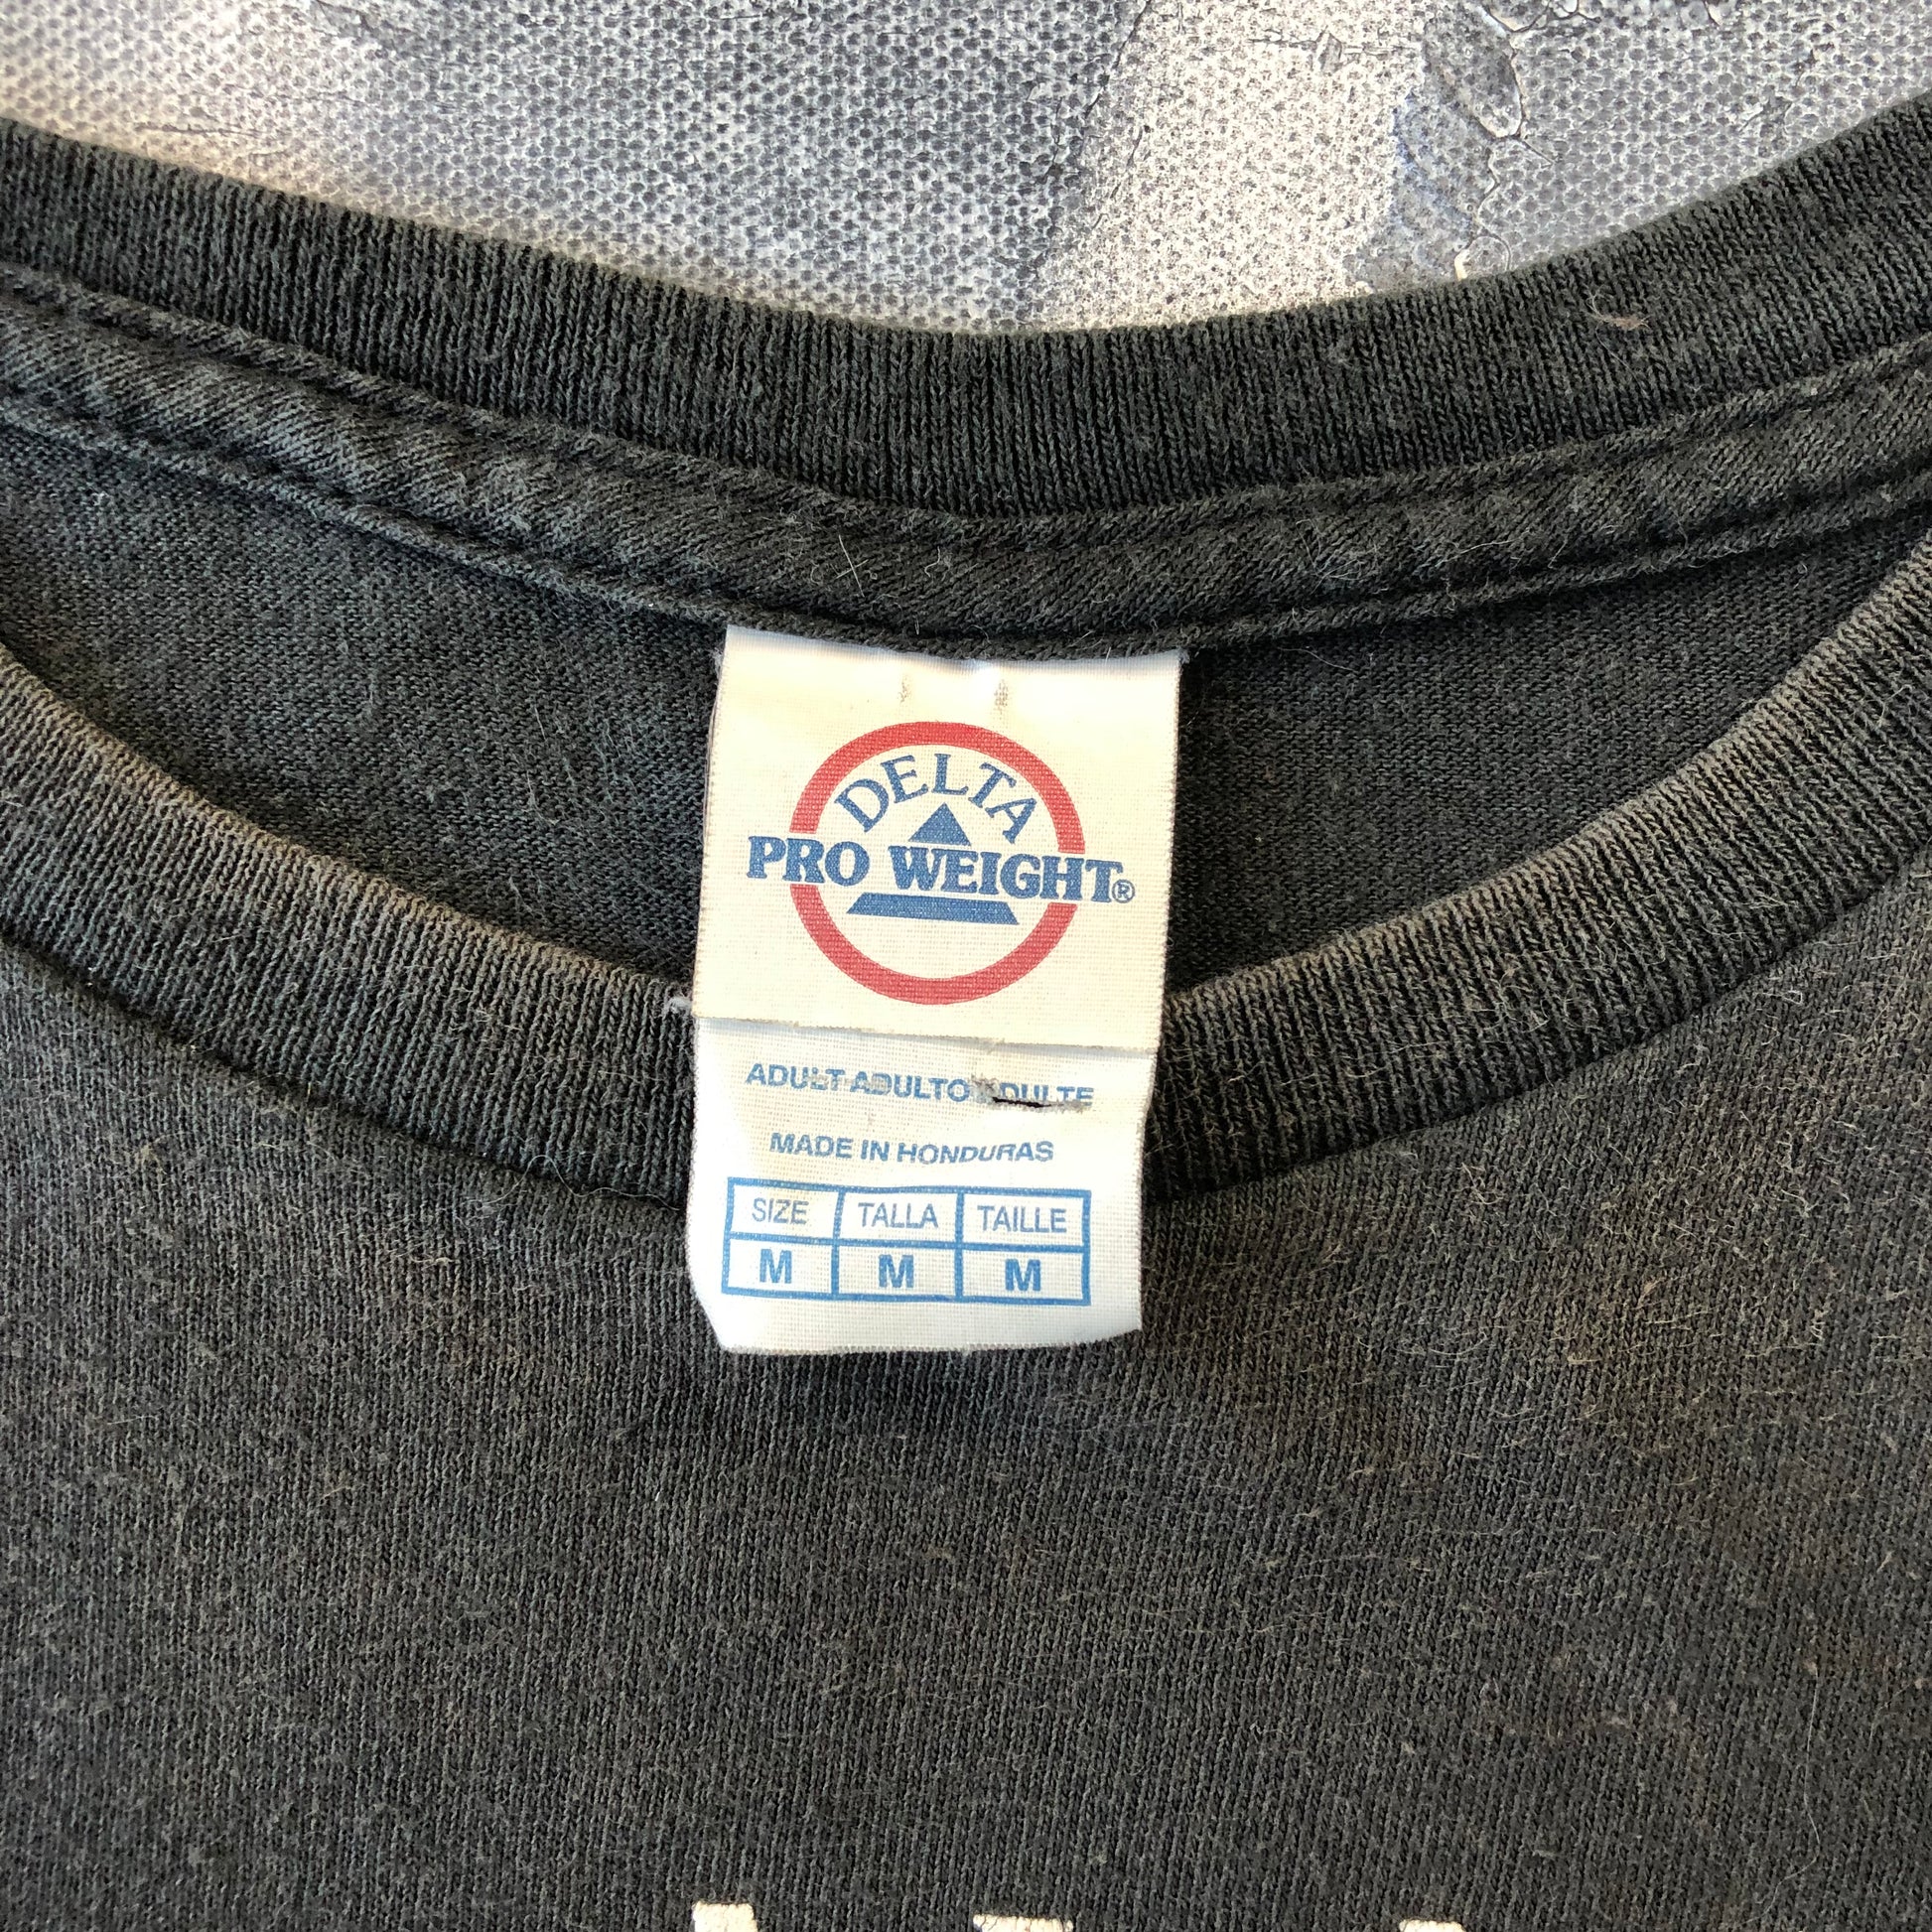 DELTA
PRO WEIGHT®
ADULT-ADULTO-ADULTE
MADE IN HONDURAS
SIZE TALLA TAILLE
M M M